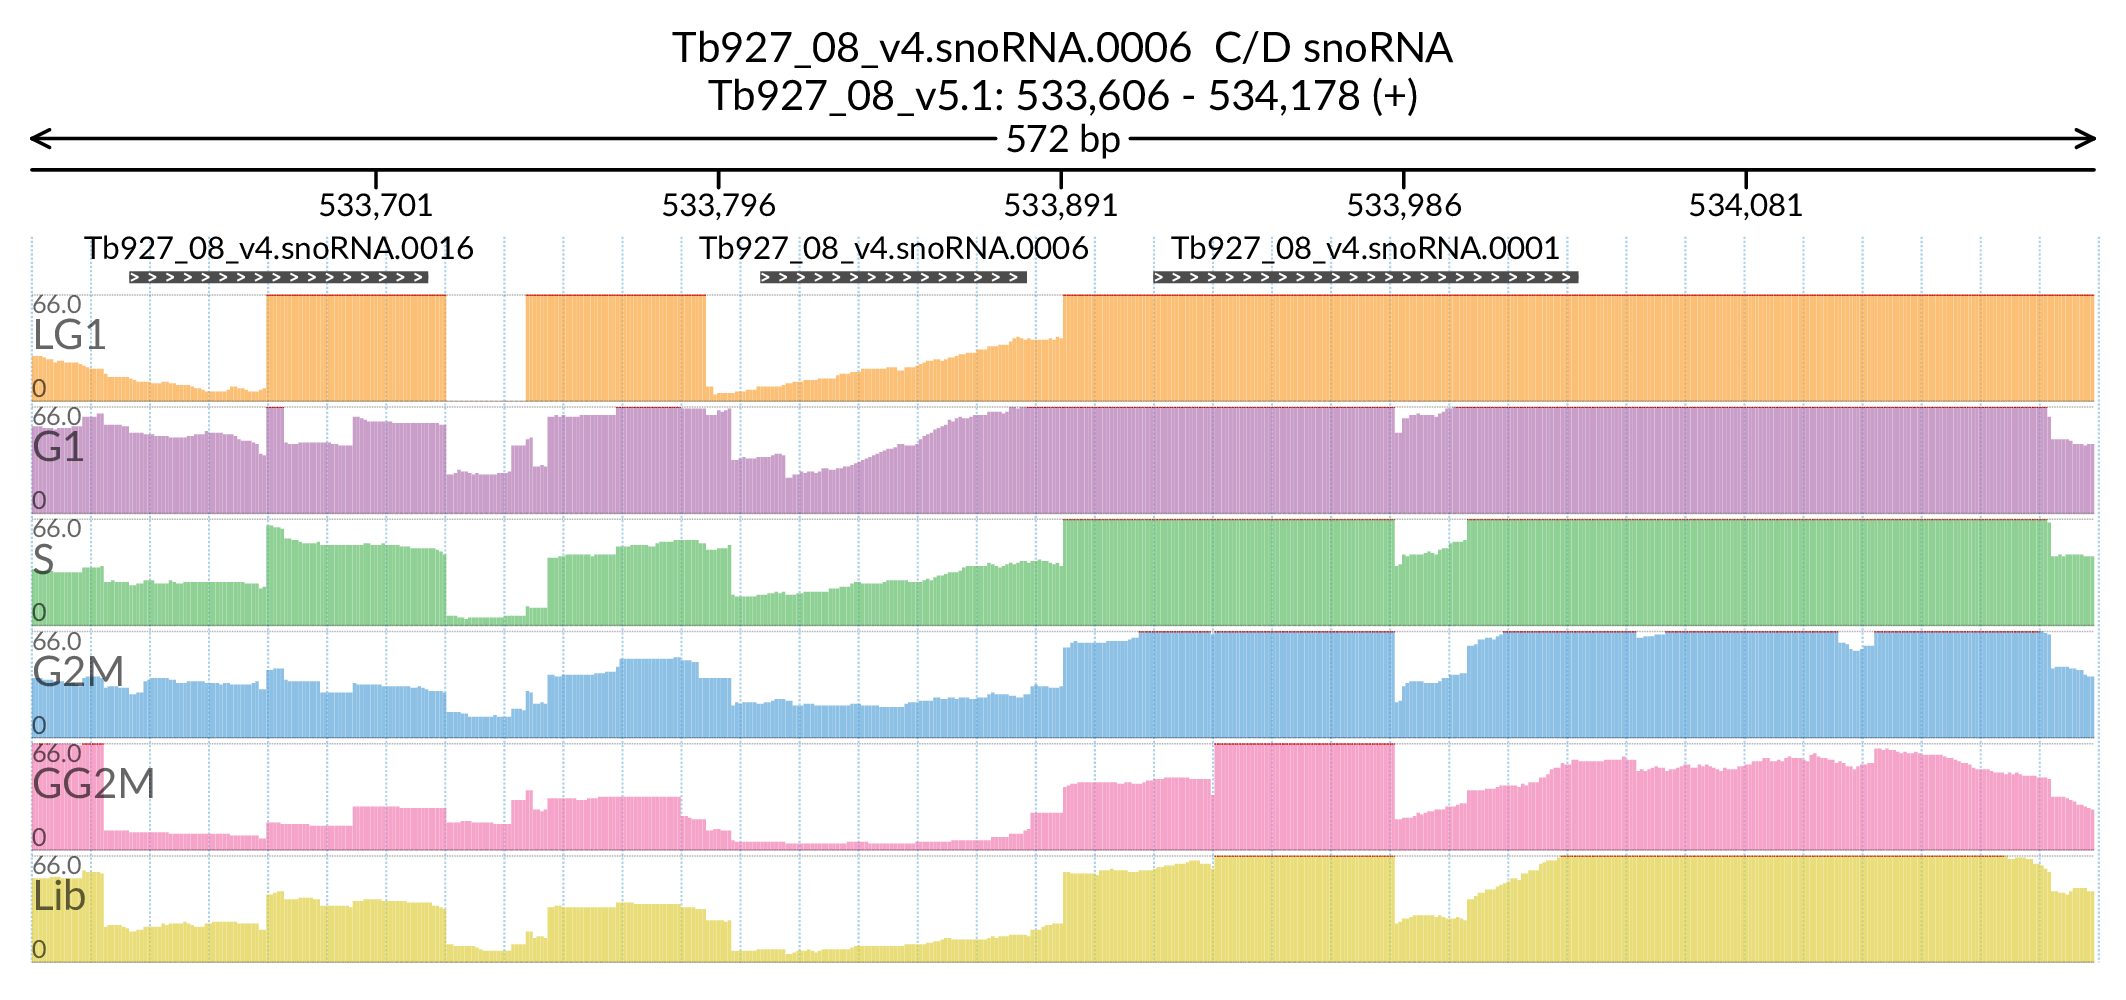 Tb927_08_v4.snoRNA.0006  C/D snoRNA
Tb927_08_v5.1: 533,606 - 534,178 (+)
572 bp
533,701 533,796 533,891 533,986 534,081
Tb927_08_v4.snoRNA.0016 Tb927_08_v4.snoRNA.0006 Tb927_08_v4.snoRNA.0001
66.0
LG1
0
66.0
G1
0
66.0
S
0
66.0
G2M
0
66.0
GG2M
0
66.0
Lib
0